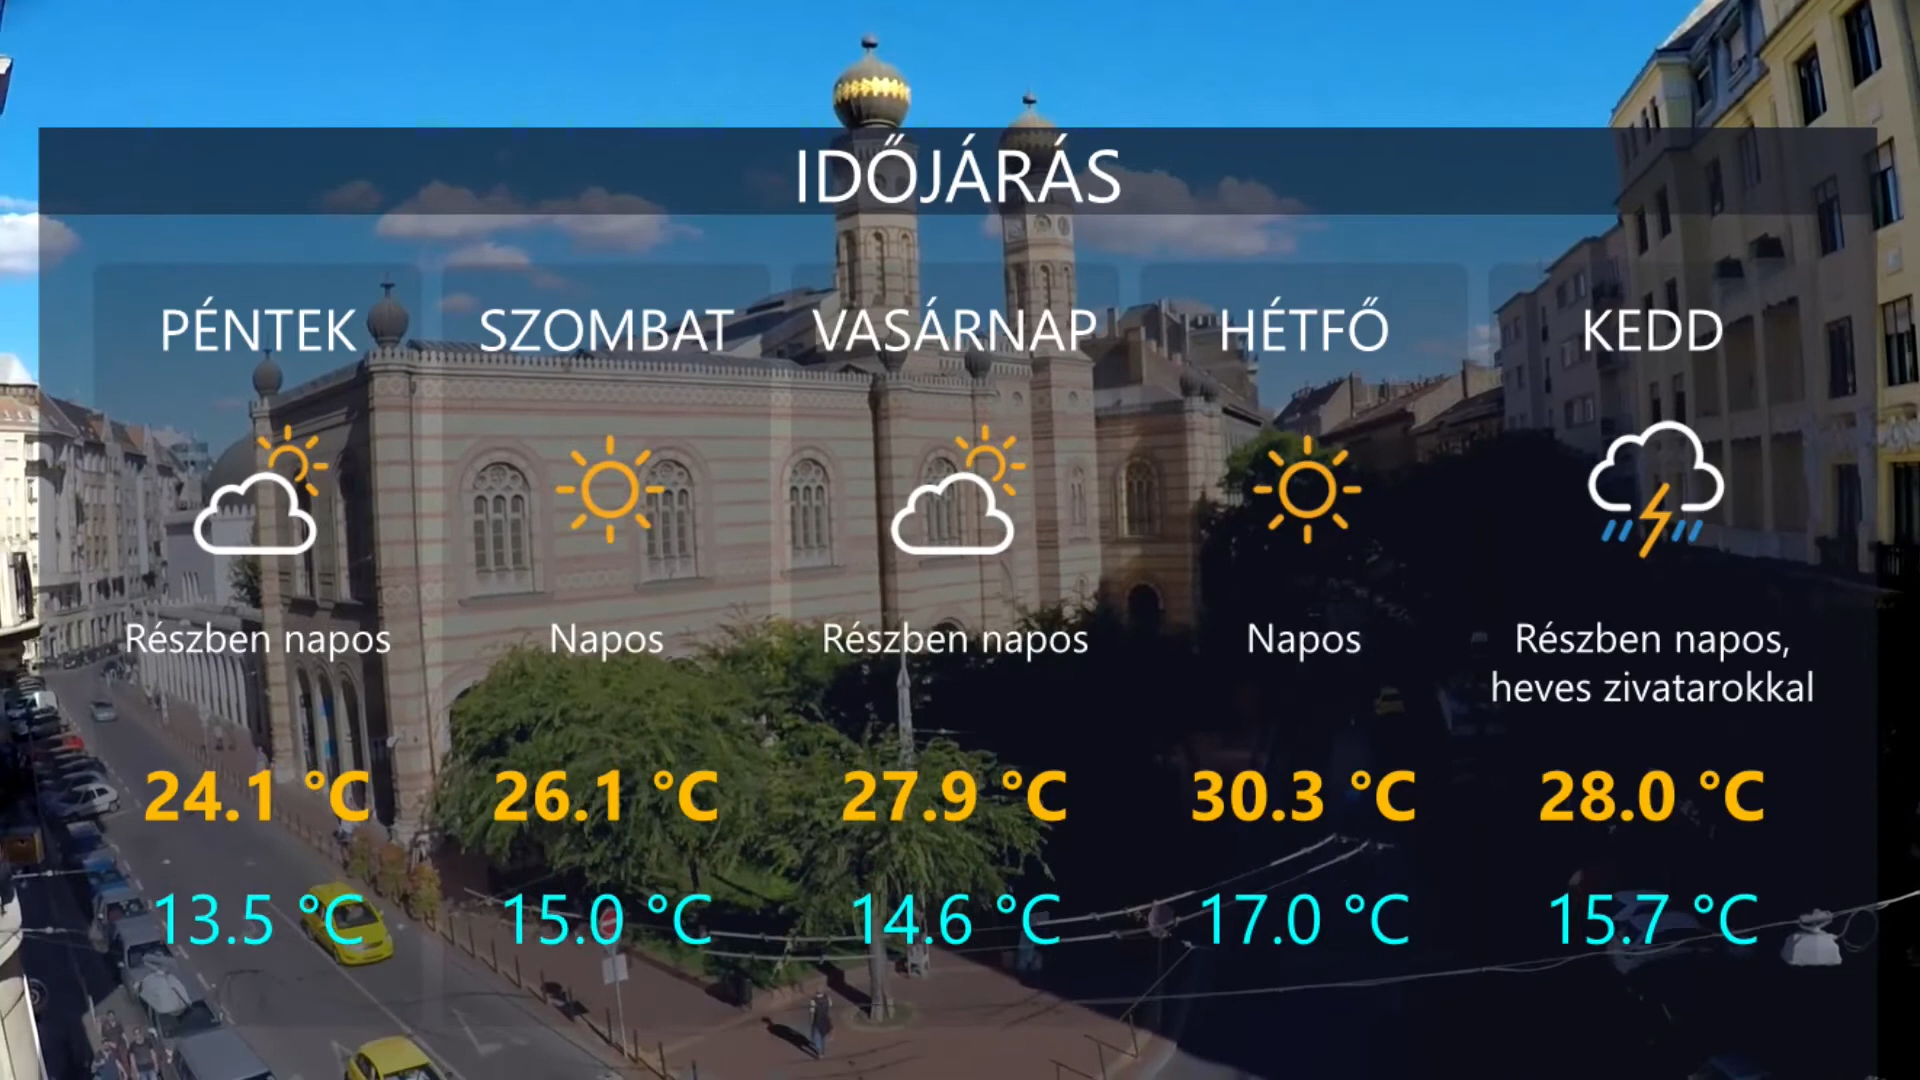 IDŐJÁRÁS
PÉNTEK
Részben napos
24.1 °C
13.5 °C
SZOMBAT
Napos
26.1 °C
15.0 °C
VASÁRNAP
Részben napos
27.9 °C
14.6 °C
HÉTFŐ
Napos
30.3 °C
17.0 °C
KEDD
Részben napos,
heves zivatarokkal
28.0 °C
15.7 °C